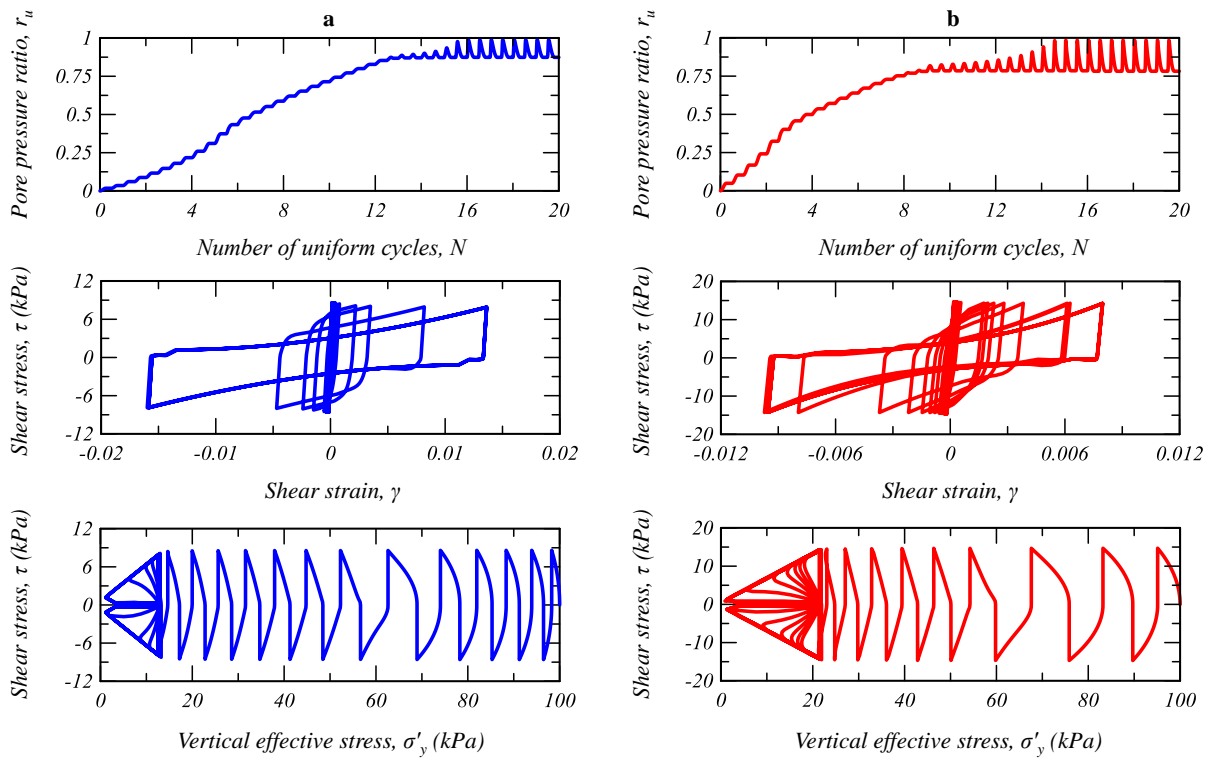 a
Pore pressure ratio, r_u
1
0.75
0.5
0.25
0
0 4 8 12 16 20
Number of uniform cycles, N
b
Pore pressure ratio, r_u
1
0.75
0.5
0.25
0
0 4 8 12 16 20
Number of uniform cycles, N
Shear stress, τ (kPa)
12
6
0
-6
-12
-0.02 -0.01 0 0.01 0.02
Shear strain, γ
Shear stress, τ (kPa)
20
10
0
-10
-20
-0.012 -0.006 0 0.006 0.012
Shear strain, γ
Shear stress, τ (kPa)
12
6
0
-6
-12
0 20 40 60 80 100
Vertical effective stress, σ′_y (kPa)
Shear stress, τ (kPa)
20
10
0
-10
-20
0 20 40 60 80 100
Vertical effective stress, σ′_y (kPa)